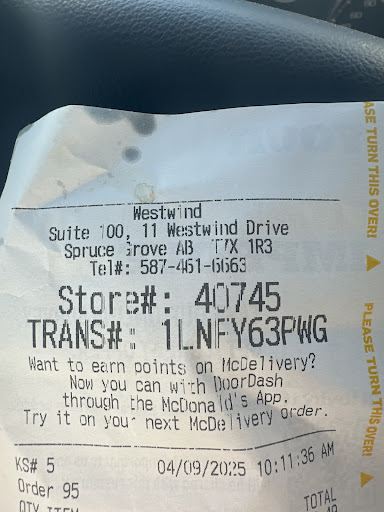 Westwind
Suite 100, 11 Westwind Drive
Spruce Grove AB T7X 1R3
Tel#: 587-461-6663
Store#: 40745
TRANS#: 1LNFY63PWG
Want to earn points on McDelivery?
Now you can with DoorDash
through the McDonald's App.
Try it on your next McDelivery order.
KS# 5 04/09/2025 10:11:36 AM
Order 95
QTY ITEM TOTAL
ASE TURN THIS OVER!
PLEASE TURN THIS OVER!